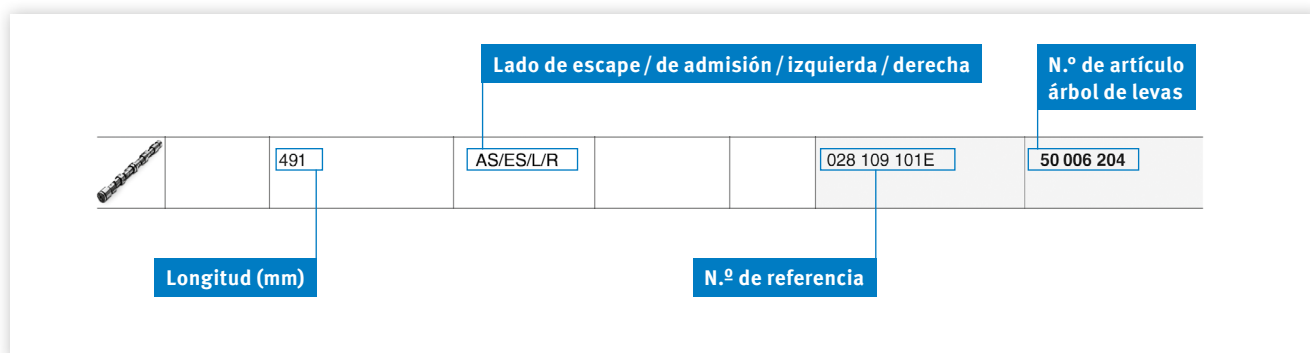 Lado de escape / de admisión / izquierda / derecha
N.º de artículo
árbol de levas
491
AS/ES/L/R
028 109 101E
50 006 204
Longitud (mm)
N.º de referencia